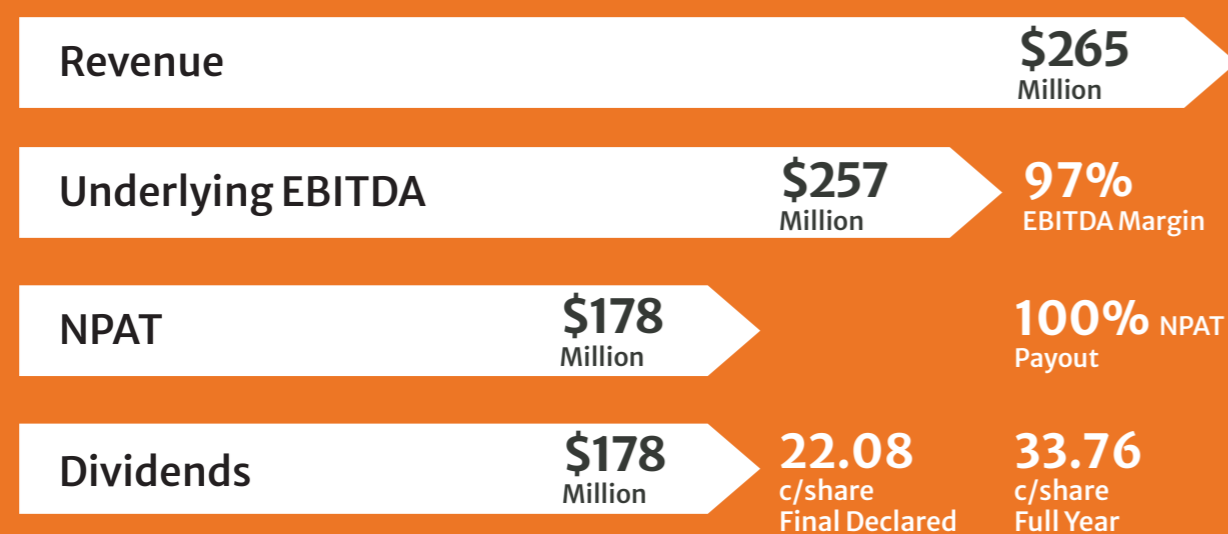 Revenue
$265
Million
Underlying EBITDA
$257
Million
97%
EBITDA Margin
NPAT
$178
Million
100% NPAT
Payout
Dividends
$178
Million
22.08
c/share
Final Declared
33.76
c/share
Full Year